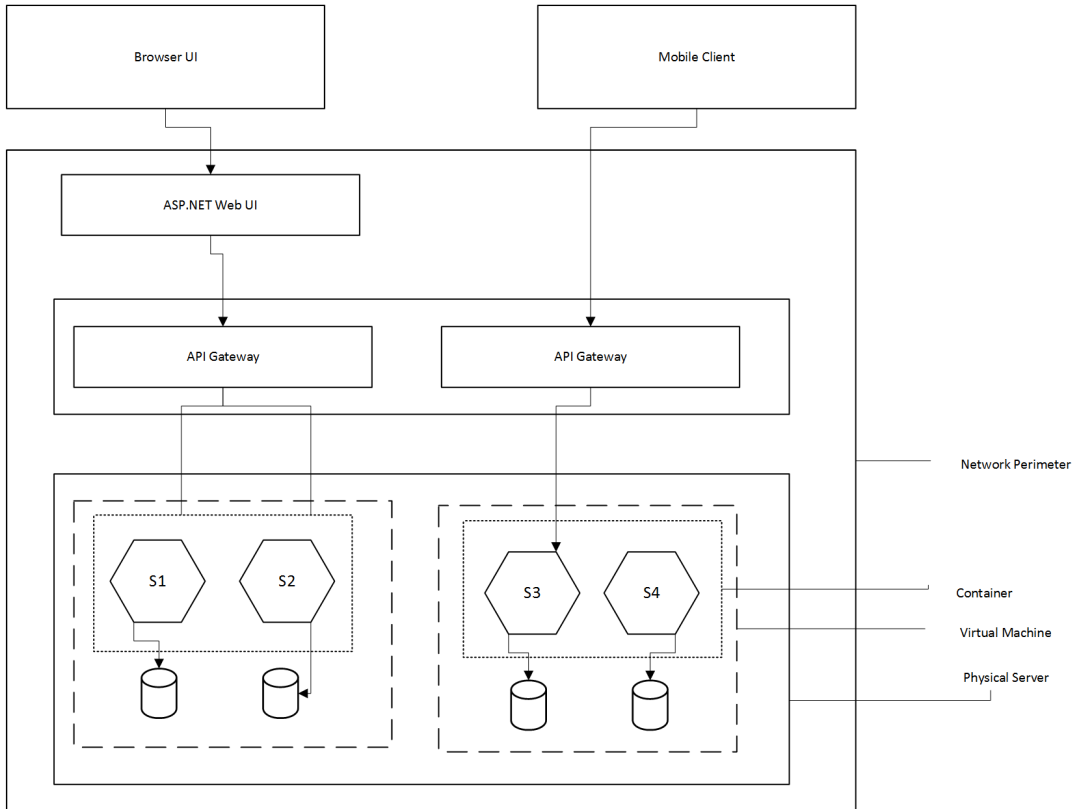 Browser UI
Mobile Client
ASP.NET Web UI
API Gateway
API Gateway
Network Perimeter
S1
S2
S3
S4
Container
Virtual Machine
Physical Server